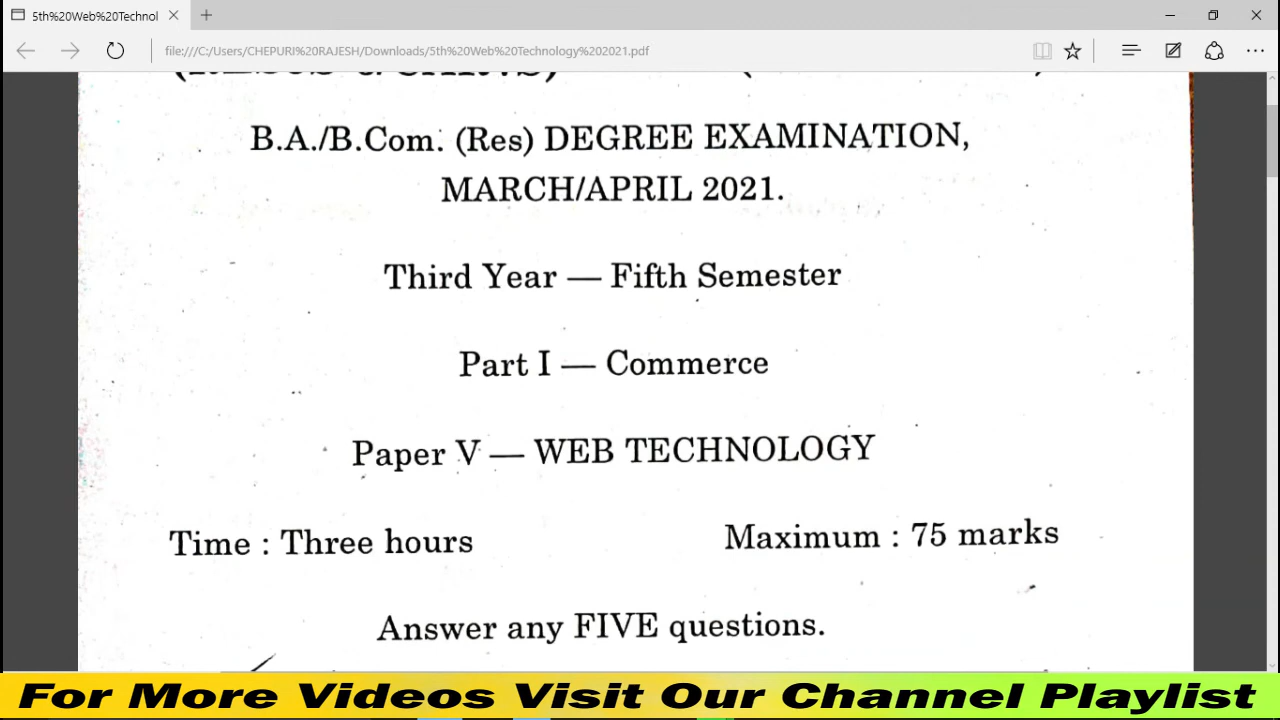 5th%20Web%20Technol
file:///C:/Users/CHEPURI%20RAJESH/Downloads/5th%20Web%20Technology%202021.pdf
B.A./B.Com. (Res) DEGREE EXAMINATION,
MARCH/APRIL 2021.
Third Year — Fifth Semester
Part I — Commerce
Paper V — WEB TECHNOLOGY
Time : Three hours Maximum : 75 marks
Answer any FIVE questions.
For More Videos Visit Our Channel Playlist